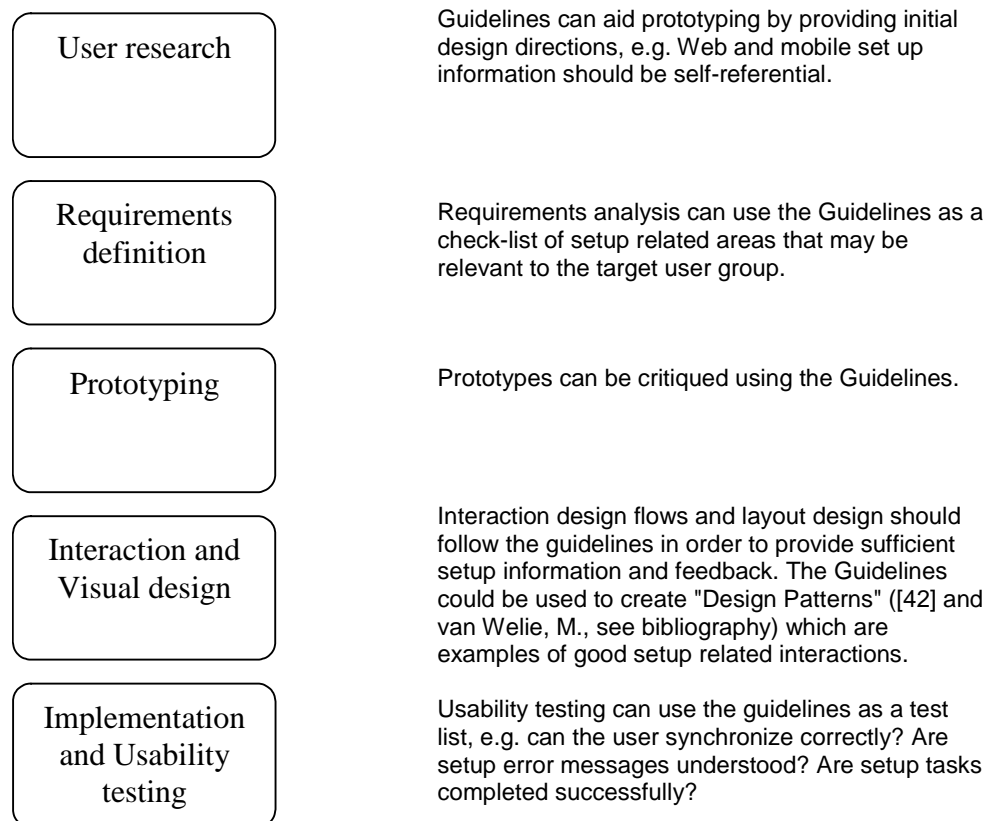 User research
Guidelines can aid prototyping by providing initial
design directions, e.g. Web and mobile set up
information should be self-referential.
Requirements
definition
Requirements analysis can use the Guidelines as a
check-list of setup related areas that may be
relevant to the target user group.
Prototyping
Prototypes can be critiqued using the Guidelines.
Interaction and
Visual design
Interaction design flows and layout design should
follow the guidelines in order to provide sufficient
setup information and feedback. The Guidelines
could be used to create "Design Patterns" ([42] and
van Welie, M., see bibliography) which are
examples of good setup related interactions.
Implementation
and Usability
testing
Usability testing can use the guidelines as a test
list, e.g. can the user synchronize correctly? Are
setup error messages understood? Are setup tasks
completed successfully?